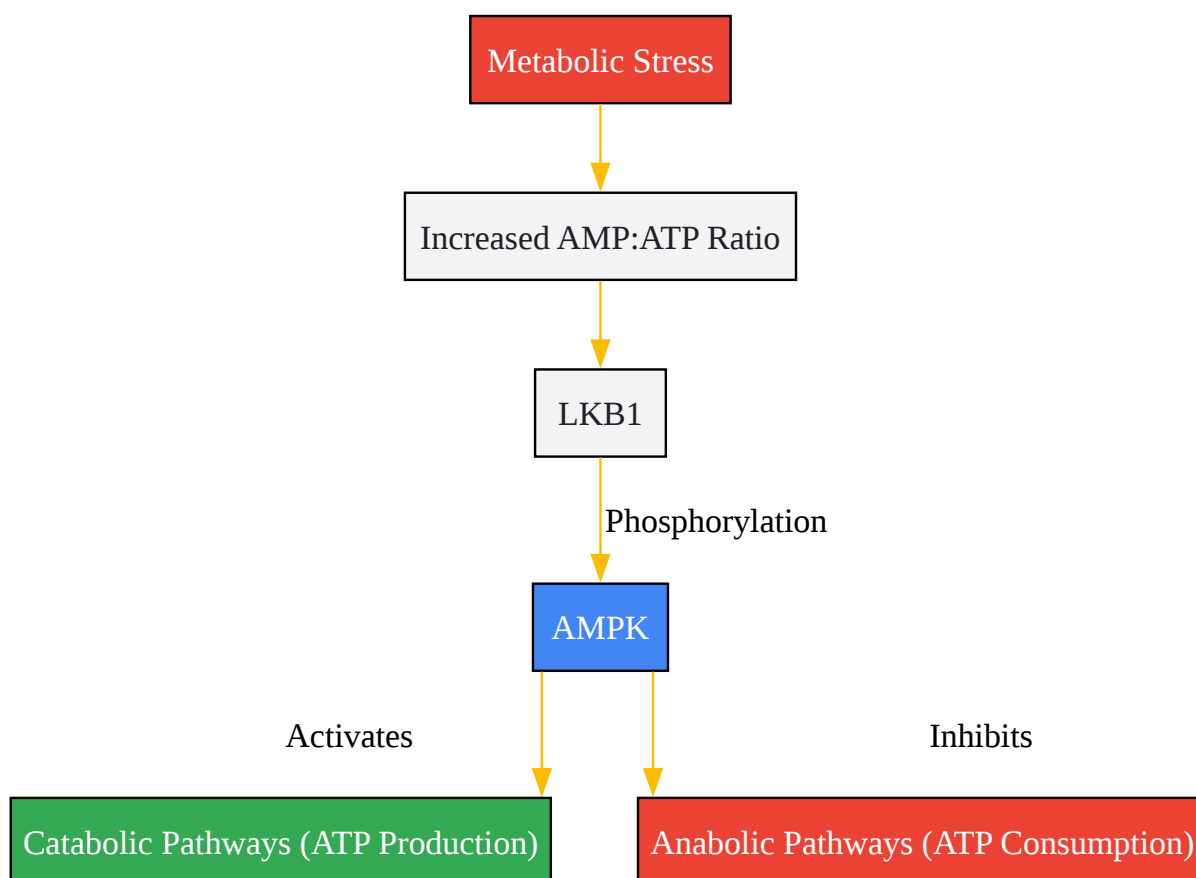 Metabolic Stress
Increased AMP:ATP Ratio
LKB1
Phosphorylation
AMPK
Activates
Inhibits
Catabolic Pathways (ATP Production)
Anabolic Pathways (ATP Consumption)